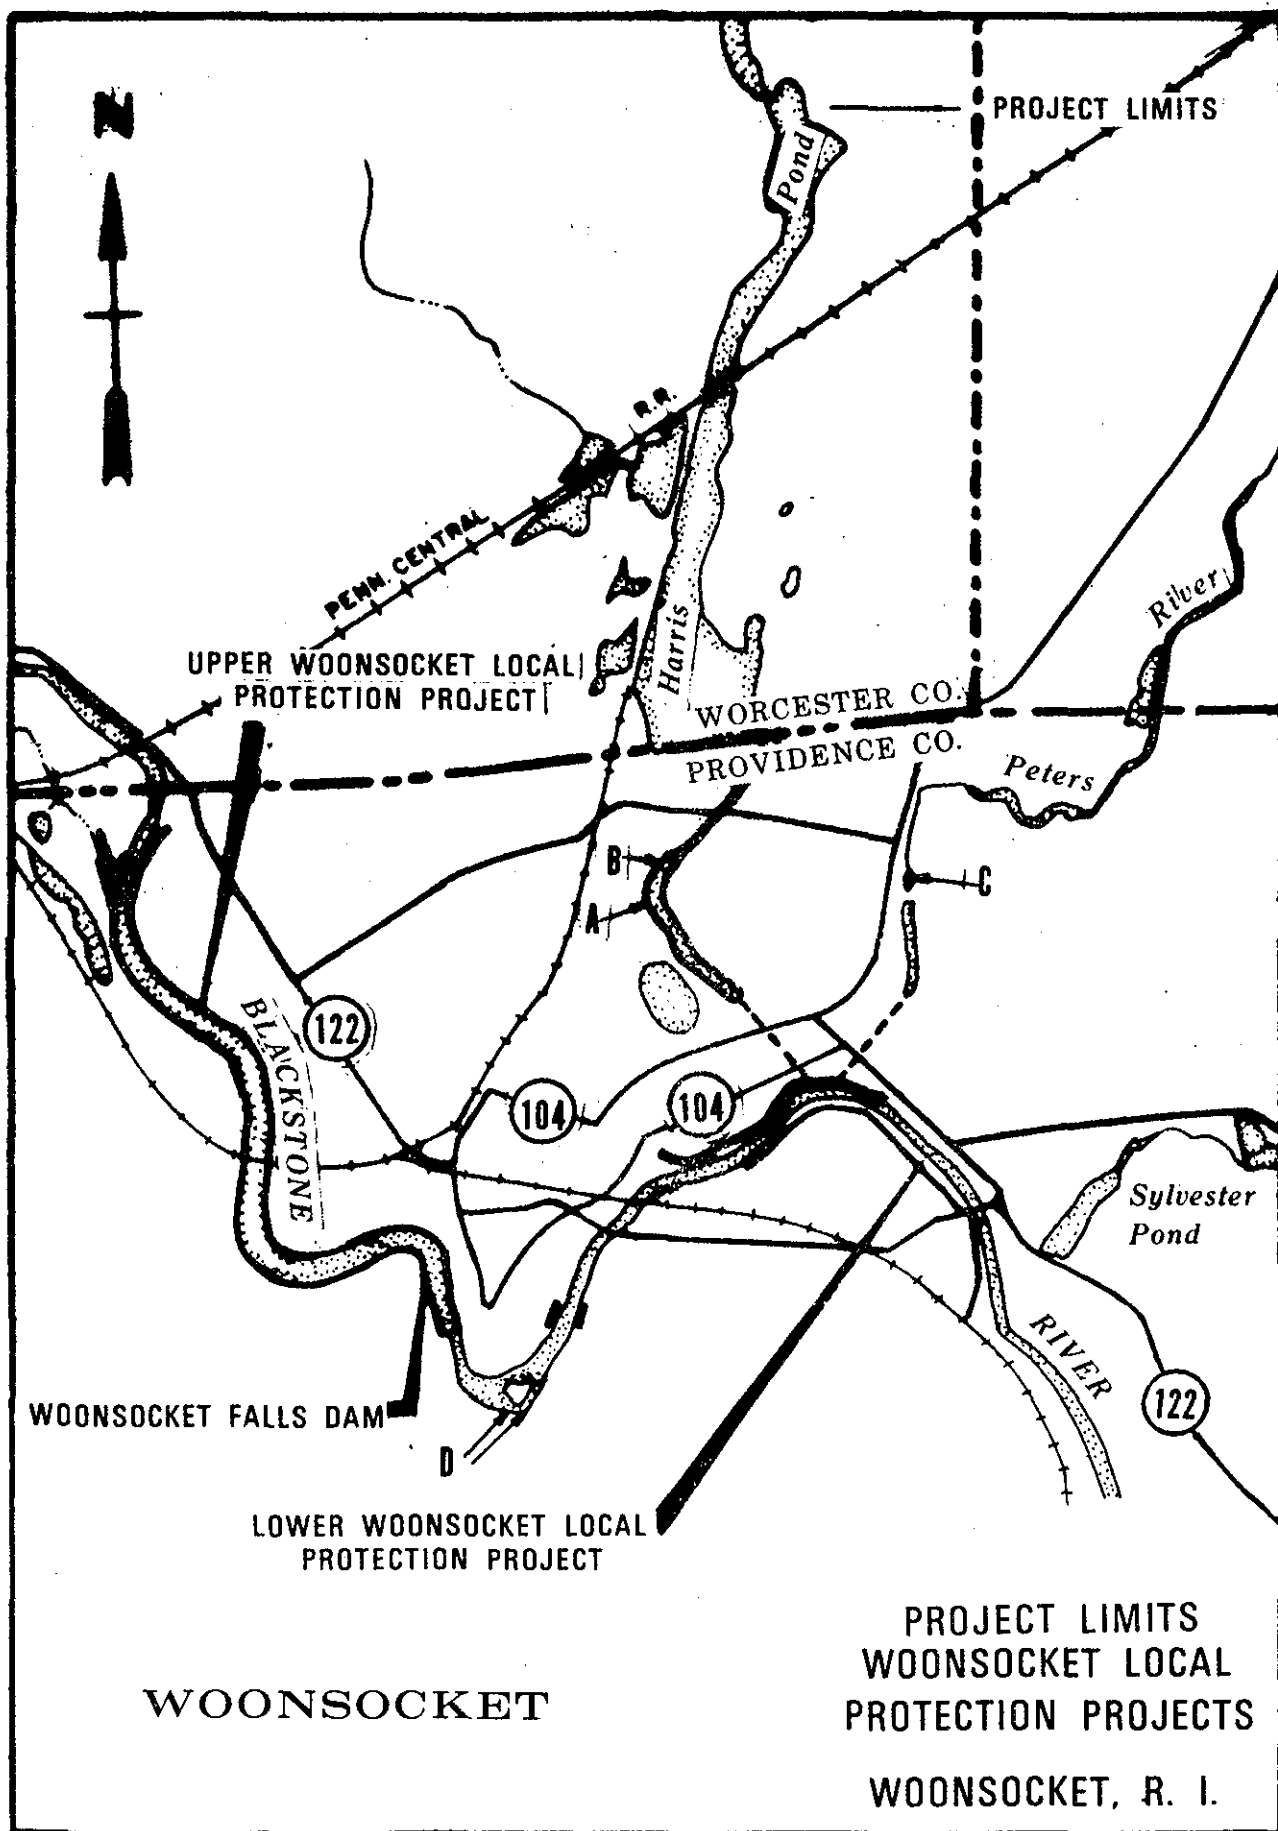 N
PROJECT LIMITS
Pond
R.R.
PENN. CENTRAL
River
Harris
UPPER WOONSOCKET LOCAL
PROTECTION PROJECT
WORCESTER CO.
PROVIDENCE CO.
Peters
B
C
A
BLACKSTONE
122
104
104
Sylvester
Pond
RIVER
WOONSOCKET FALLS DAM
122
D
LOWER WOONSOCKET LOCAL
PROTECTION PROJECT
PROJECT LIMITS
WOONSOCKET LOCAL
PROTECTION PROJECTS
WOONSOCKET
WOONSOCKET, R. I.